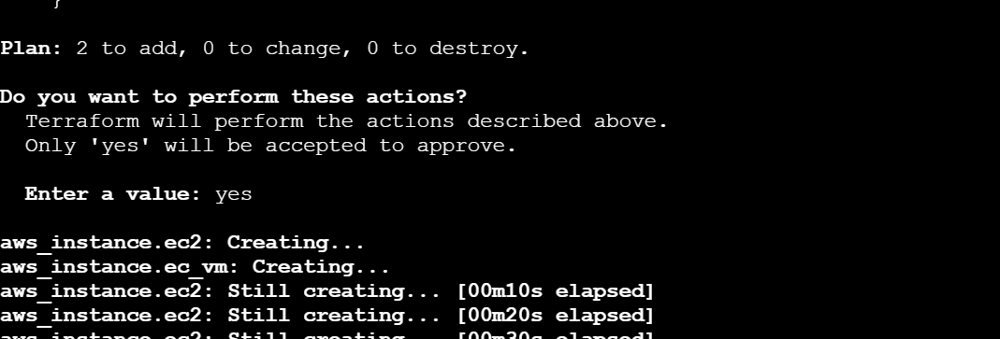 }
Plan: 2 to add, 0 to change, 0 to destroy.
Do you want to perform these actions?
Terraform will perform the actions described above.
Only 'yes' will be accepted to approve.
Enter a value: yes
aws_instance.ec2: Creating...
aws_instance.ec_vm: Creating...
aws_instance.ec2: Still creating... [00m10s elapsed]
aws_instance.ec2: Still creating... [00m20s elapsed]
aws_instance.ec2: Still creating... [00m30s elapsed]